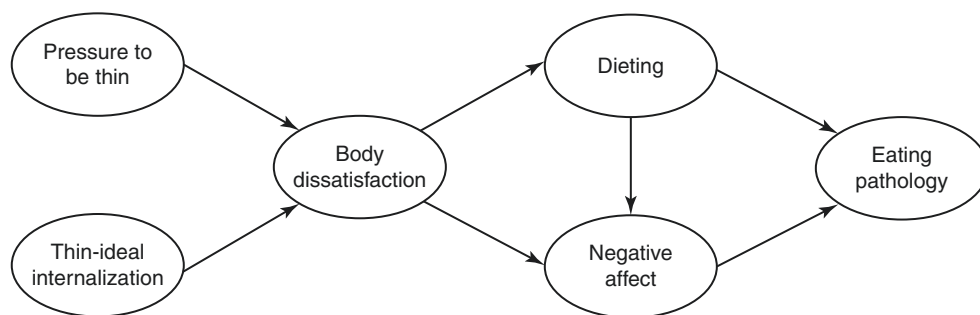 Pressure to
be thin
Thin-ideal
internalization
Body
dissatisfaction
Dieting
Negative
affect
Eating
pathology